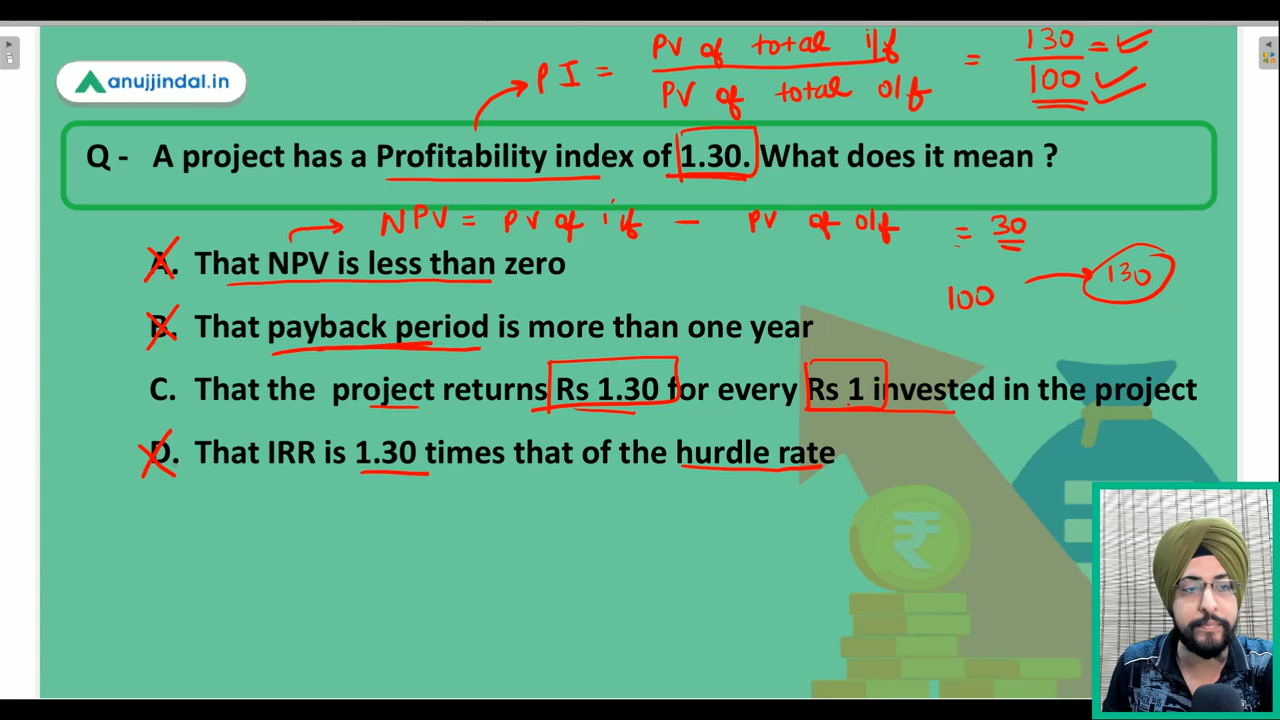 PV of total i/f
PI = ――― = 130/100 =
PV of total o/f
anujjindal.in
Q - A project has a Profitability index of 1.30. What does it mean ?
NPV = PV of i/f - PV of o/f = 30
A. That NPV is less than zero
100 → 130
B. That payback period is more than one year
C. That the project returns Rs 1.30 for every Rs 1 invested in the project
D. That IRR is 1.30 times that of the hurdle rate
₹